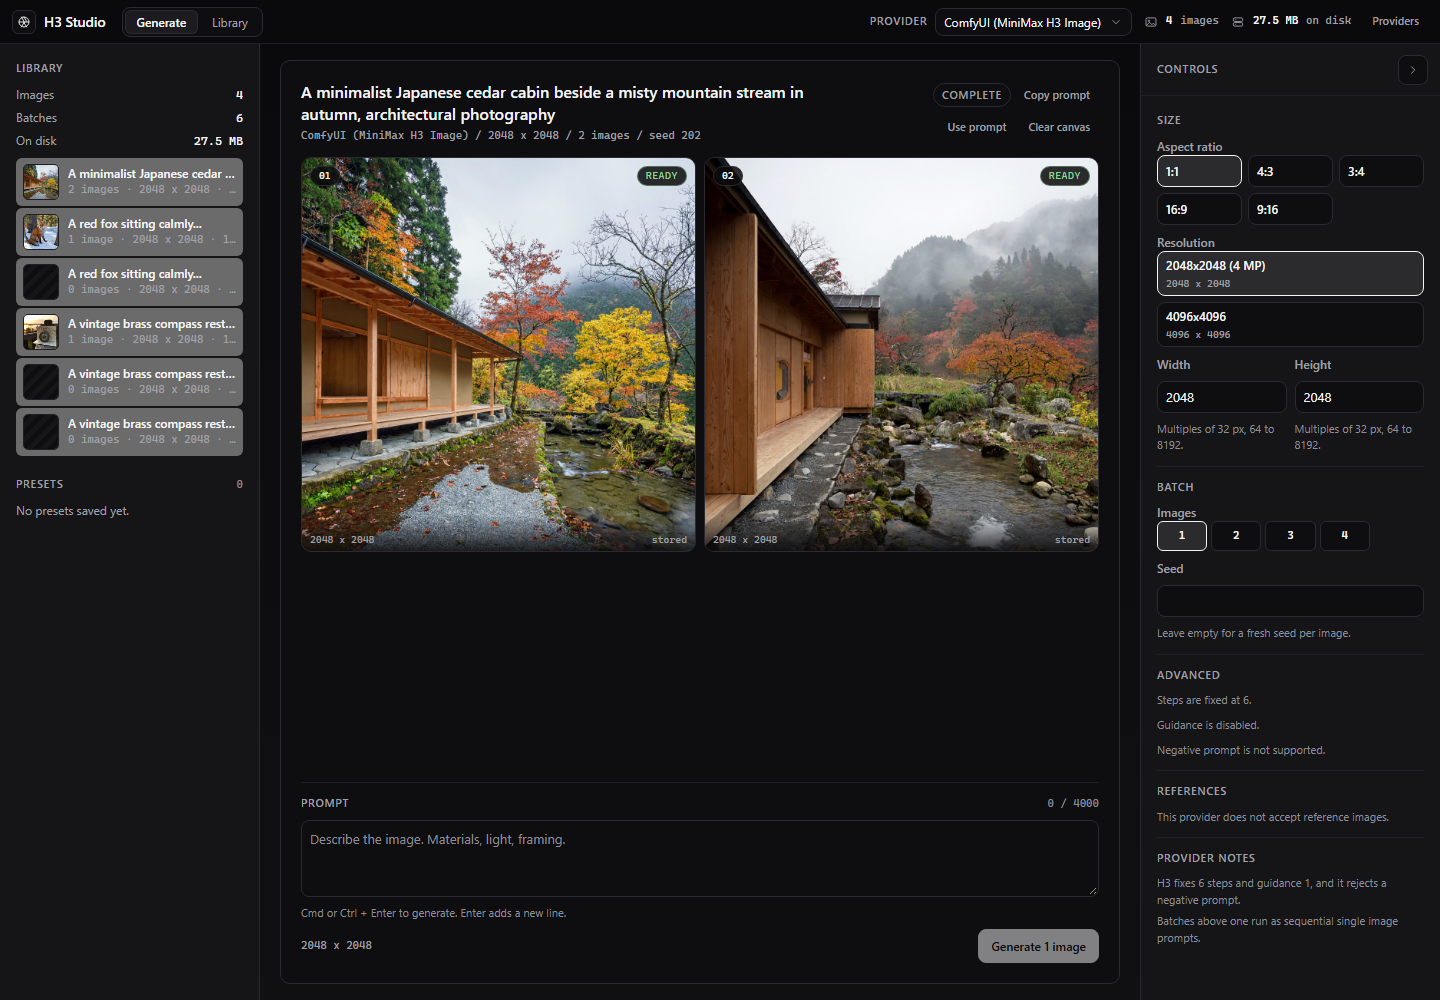 H3 Studio
Generate
Library
PROVIDER
ComfyUI (MiniMax H3 Image)
4 images
27.5 MB on disk
Providers
LIBRARY
Images 4
Batches 6
On disk 27.5 MB
A minimalist Japanese cedar ...
2 images · 2048 x 2048 · …
A red fox sitting calmly...
1 image · 2048 x 2048 · 1…
A red fox sitting calmly...
0 images · 2048 x 2048 · …
A vintage brass compass rest...
1 image · 2048 x 2048 · 1…
A vintage brass compass rest...
0 images · 2048 x 2048 · …
A vintage brass compass rest...
0 images · 2048 x 2048 · …
PRESETS 0
No presets saved yet.
A minimalist Japanese cedar cabin beside a misty mountain stream in
autumn, architectural photography
ComfyUI (MiniMax H3 Image) / 2048 x 2048 / 2 images / seed 202
COMPLETE
Copy prompt
Use prompt
Clear canvas
01
READY
2048 x 2048
stored
02
READY
2048 x 2048
stored
PROMPT
0 / 4000
Describe the image. Materials, light, framing.
Cmd or Ctrl + Enter to generate. Enter adds a new line.
2048 x 2048
Generate 1 image
CONTROLS
SIZE
Aspect ratio
1:1
4:3
3:4
16:9
9:16
Resolution
2048x2048 (4 MP)
2048 x 2048
4096x4096
4096 x 4096
Width
2048
Multiples of 32 px, 64 to
8192.
Height
2048
Multiples of 32 px, 64 to
8192.
BATCH
Images
1
2
3
4
Seed
Leave empty for a fresh seed per image.
ADVANCED
Steps are fixed at 6.
Guidance is disabled.
Negative prompt is not supported.
REFERENCES
This provider does not accept reference images.
PROVIDER NOTES
H3 fixes 6 steps and guidance 1, and it rejects a
negative prompt.
Batches above one run as sequential single image
prompts.